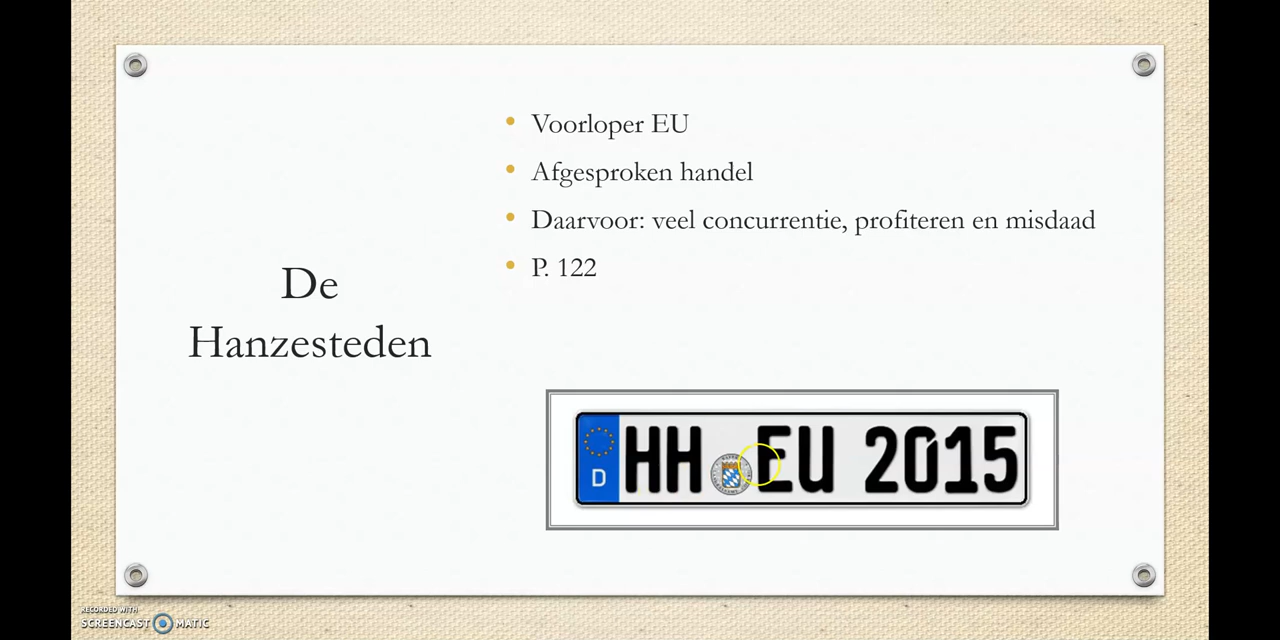 De
Hanzesteden
Voorloper EU
Afgesproken handel
Daarvoor: veel concurrentie, profiteren en misdaad
P. 122
D HH EU 2015
RECORDED WITH
SCREENCAST MATIC